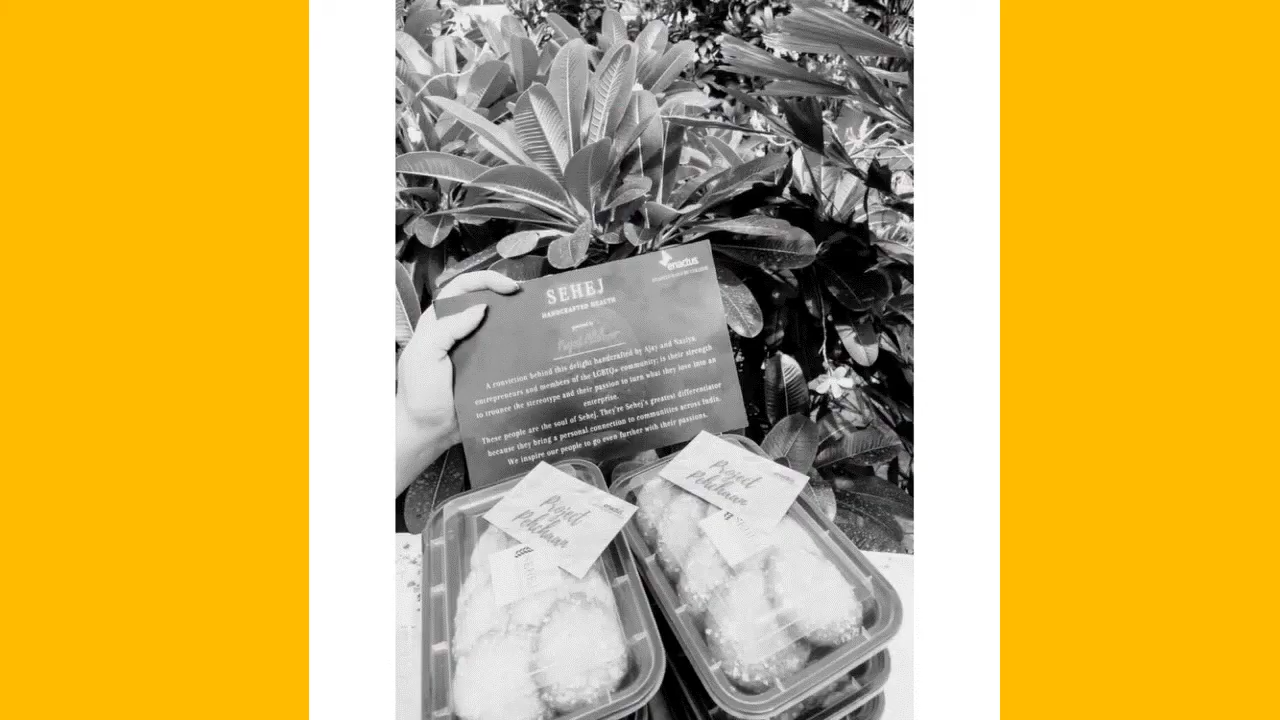 enactus
SEHEJ
HANDCRAFTED HEALTH
powered by
A conviction behind this delight handcrafted by Ajay and Naviya.
entrepreneurs and members of the LGBTQ+ community; is their strength
to trounce the stereotype and their passion to turn what they love into an
enterprise.
These people are the soul of Sehej. They're Sehej's greatest differentiator
because they bring a personal connection to communities across India.
We inspire our people to go even further with their passions.
Project
Pehchaan
Project
Pehchaan